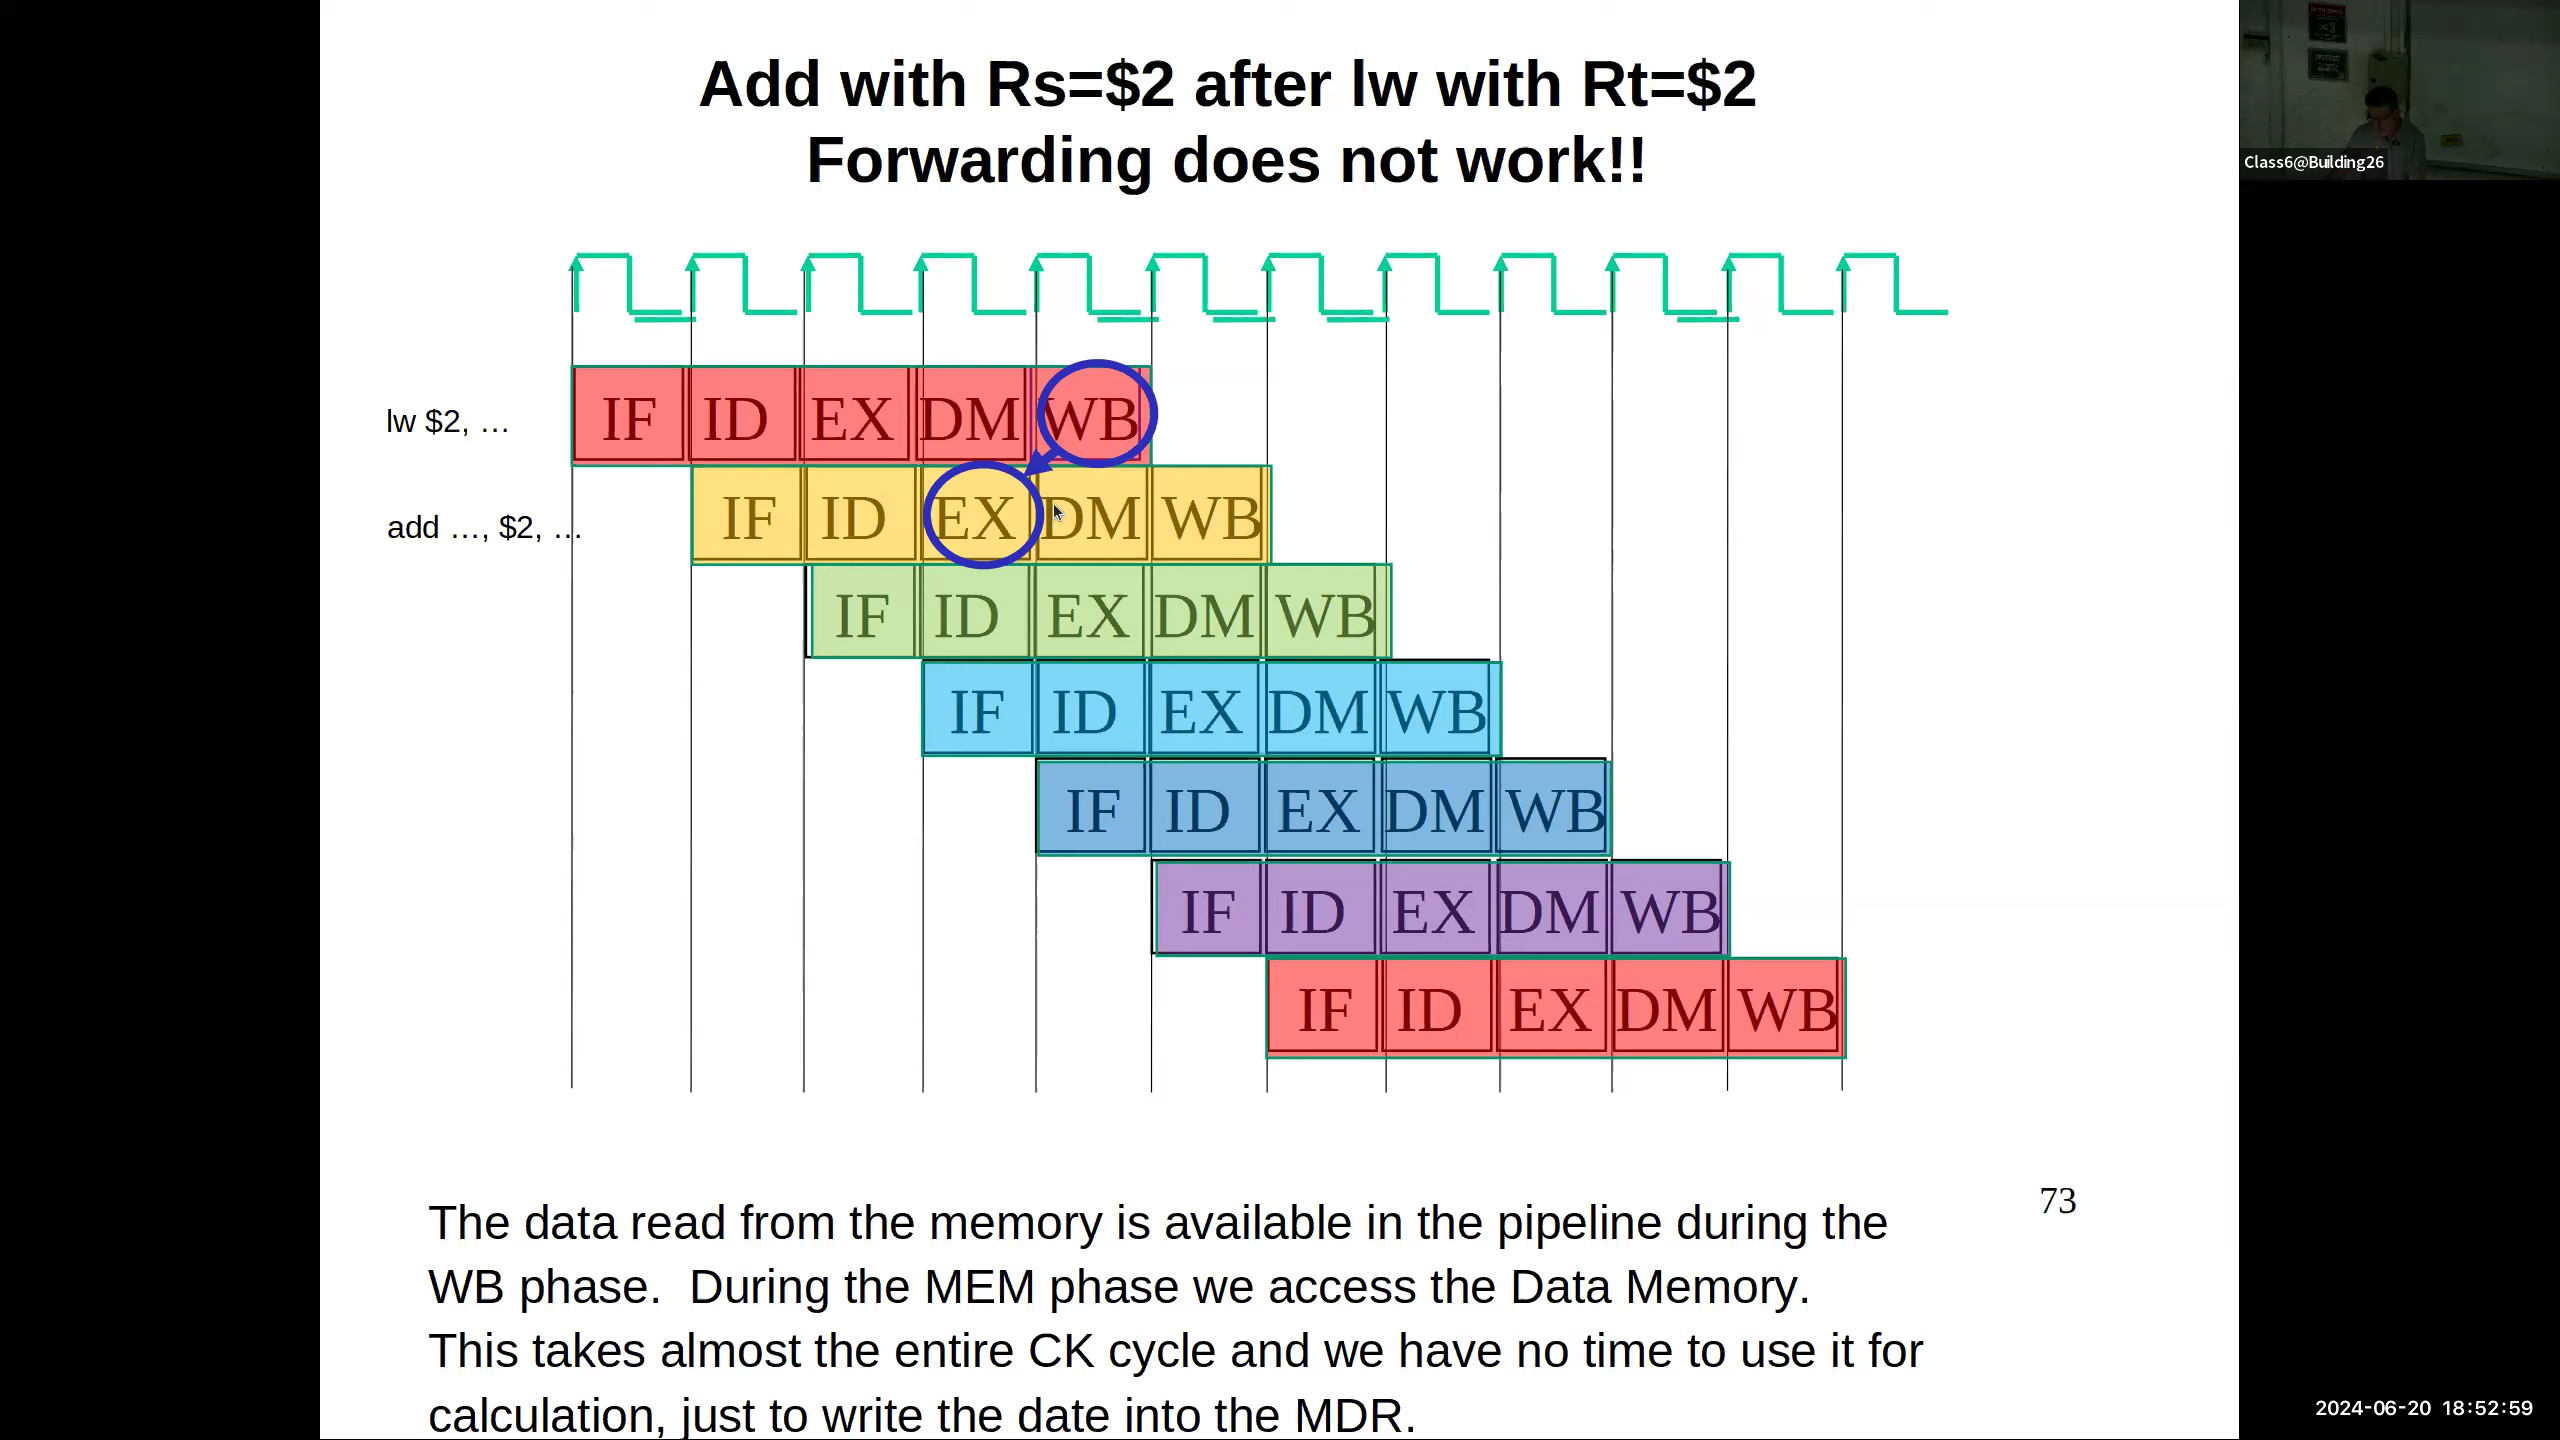 Add with Rs=$2 after lw with Rt=$2
Forwarding does not work!!
Class6@Building26
lw $2, …
IF ID EX DM WB
add …, $2, …
IF ID EX DM WB
IF ID EX DM WB
IF ID EX DM WB
IF ID EX DM WB
IF ID EX DM WB
IF ID EX DM WB
73
The data read from the memory is available in the pipeline during the
WB phase.  During the MEM phase we access the Data Memory.
This takes almost the entire CK cycle and we have no time to use it for
calculation, just to write the date into the MDR.
2024-06-20 18:52:59